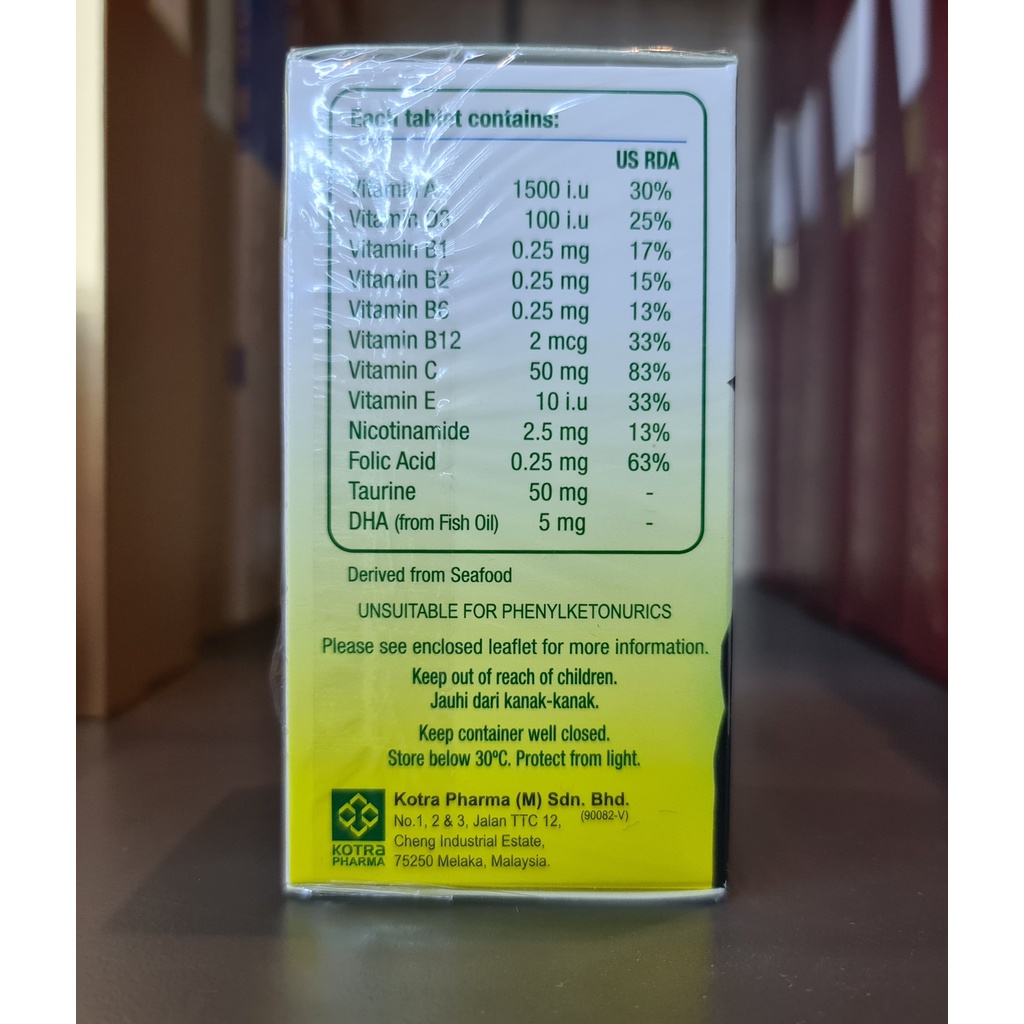 Each tablet contains:
US RDA
Vitamin A 1500 i.u 30%
Vitamin D3 100 i.u 25%
Vitamin B1 0.25 mg 17%
Vitamin B2 0.25 mg 15%
Vitamin B6 0.25 mg 13%
Vitamin B12 2 mcg 33%
Vitamin C 50 mg 83%
Vitamin E 10 i.u 33%
Nicotinamide 2.5 mg 13%
Folic Acid 0.25 mg 63%
Taurine 50 mg -
DHA (from Fish Oil) 5 mg -
Derived from Seafood
UNSUITABLE FOR PHENYLKETONURICS
Please see enclosed leaflet for more information.
Keep out of reach of children.
Jauhi dari kanak-kanak.
Keep container well closed.
Store below 30ºC. Protect from light.
KOTRa
PHARMA
Kotra Pharma (M) Sdn. Bhd.
(90082-V)
No.1, 2 & 3, Jalan TTC 12,
Cheng Industrial Estate,
75250 Melaka, Malaysia.